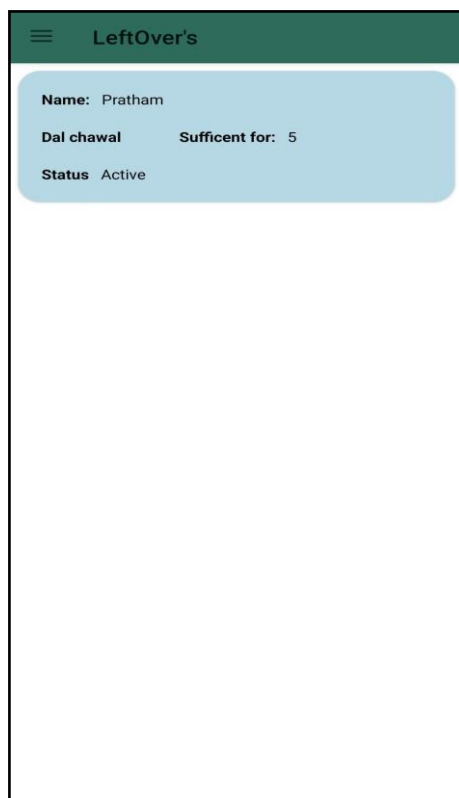 LeftOver's
Name: Pratham
Dal chawal Sufficent for: 5
Status Active